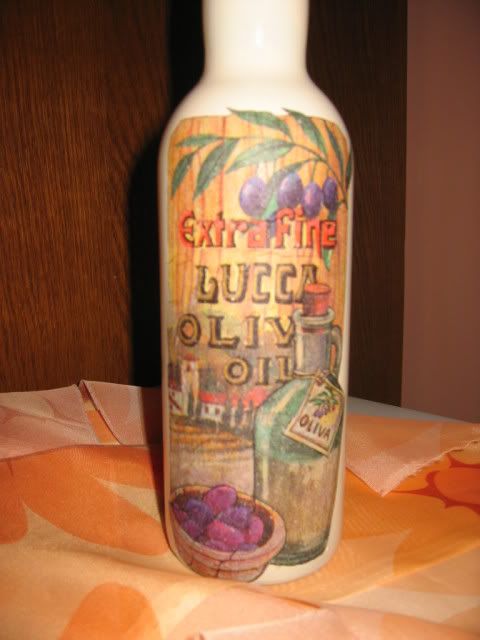 Extra Fine
LUCCA
OLIV
OIL
OLIVA